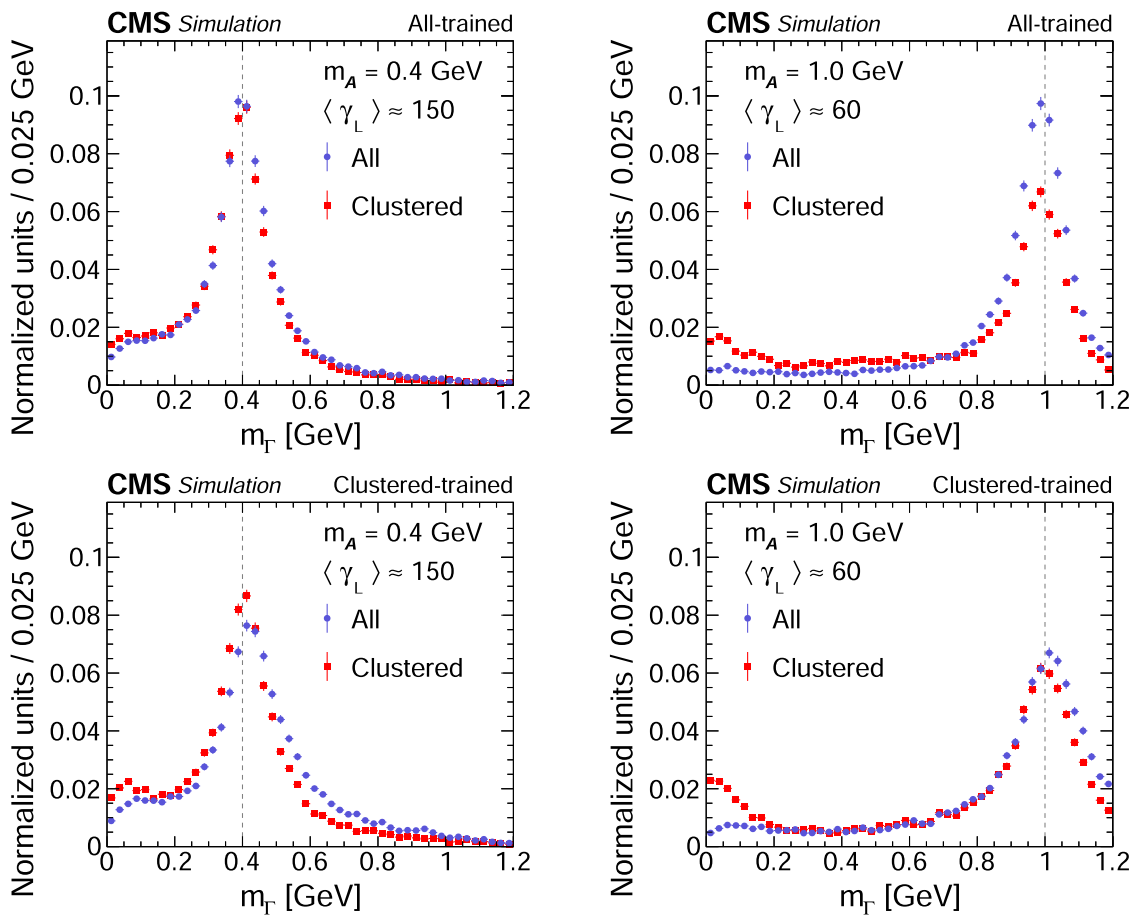 CMS Simulation All-trained
Normalized units / 0.025 GeV
0.1
0.08
0.06
0.04
0.02
0
m_A = 0.4 GeV
⟨ γ_L ⟩ ≈ 150
All
Clustered
0 0.2 0.4 0.6 0.8 1 1.2
m_Γ [GeV]
CMS Simulation All-trained
Normalized units / 0.025 GeV
0.1
0.08
0.06
0.04
0.02
0
m_A = 1.0 GeV
⟨ γ_L ⟩ ≈ 60
All
Clustered
0 0.2 0.4 0.6 0.8 1 1.2
m_Γ [GeV]
CMS Simulation Clustered-trained
Normalized units / 0.025 GeV
0.1
0.08
0.06
0.04
0.02
0
m_A = 0.4 GeV
⟨ γ_L ⟩ ≈ 150
All
Clustered
0 0.2 0.4 0.6 0.8 1 1.2
m_Γ [GeV]
CMS Simulation Clustered-trained
Normalized units / 0.025 GeV
0.1
0.08
0.06
0.04
0.02
0
m_A = 1.0 GeV
⟨ γ_L ⟩ ≈ 60
All
Clustered
0 0.2 0.4 0.6 0.8 1 1.2
m_Γ [GeV]